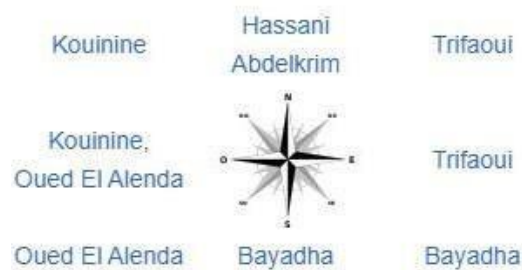 Kouinine
Hassani
Abdelkrim
Trifaoui
N
Kouinine,
Oued El Alenda
O
E
Trifaoui
S
Oued El Alenda
Bayadha
Bayadha